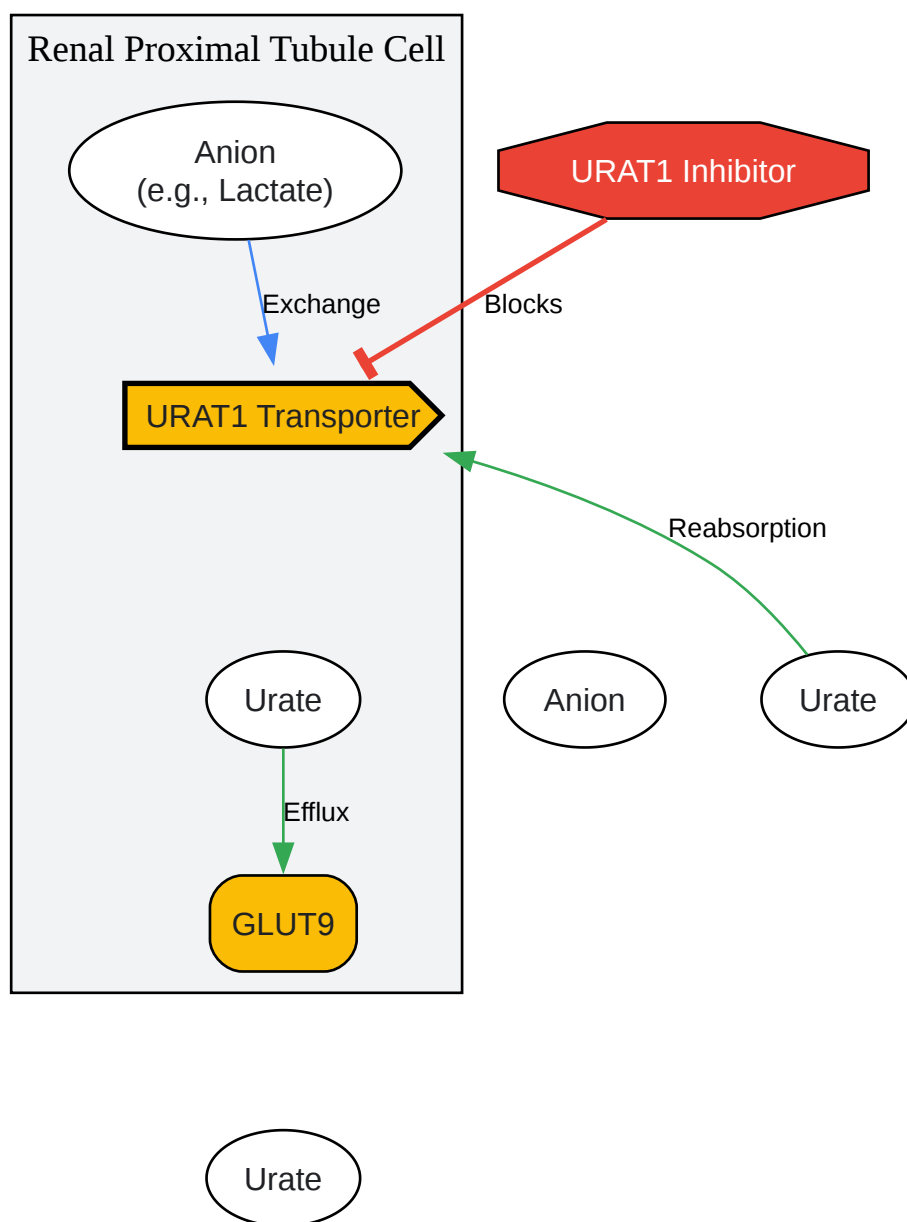 Renal Proximal Tubule Cell
Anion
(e.g., Lactate)
URAT1 Inhibitor
Exchange
Blocks
URAT1 Transporter
Reabsorption
Urate
Anion
Urate
Efflux
GLUT9
Urate